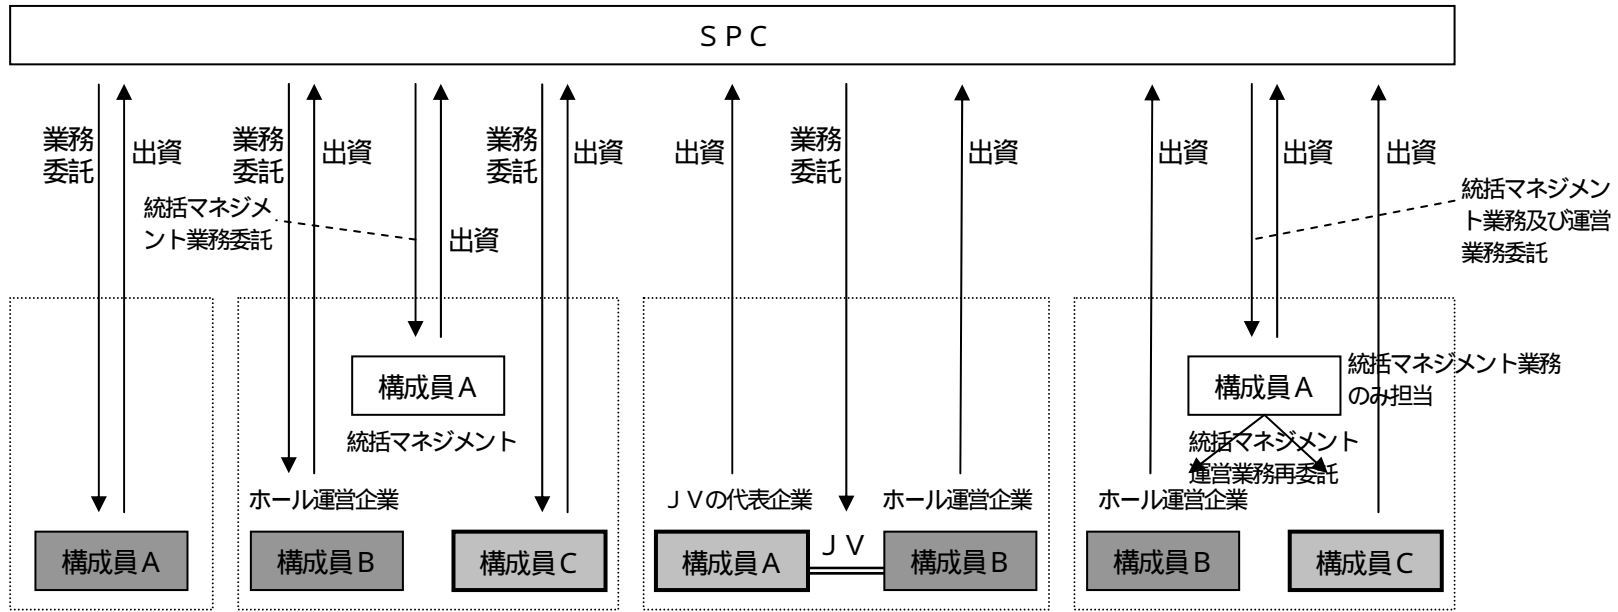 ＳＰＣ
業務
委託
出資
業務
委託
出資
業務
委託
出資
出資
業務
委託
出資
出資
出資
出資
統括マネジメ
ント業務委託
出資
統括マネジメン
ト業務及び運営
業務委託
構成員Ａ
統括マネジメント
構成員Ａ
統括マネジメント業務
のみ担当
統括マネジメント
運営業務再委託
ホール運営企業
ＪＶの代表企業
ホール運営企業
ホール運営企業
構成員Ａ
構成員Ｂ
構成員Ｃ
構成員Ａ
ＪＶ
構成員Ｂ
構成員Ｂ
構成員Ｃ